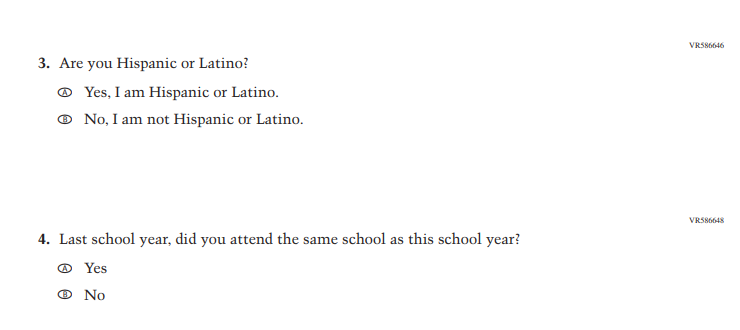 VR586646
3. Are you Hispanic or Latino?
Ⓐ Yes, I am Hispanic or Latino.
Ⓑ No, I am not Hispanic or Latino.
VR586648
4. Last school year, did you attend the same school as this school year?
Ⓐ Yes
Ⓑ No